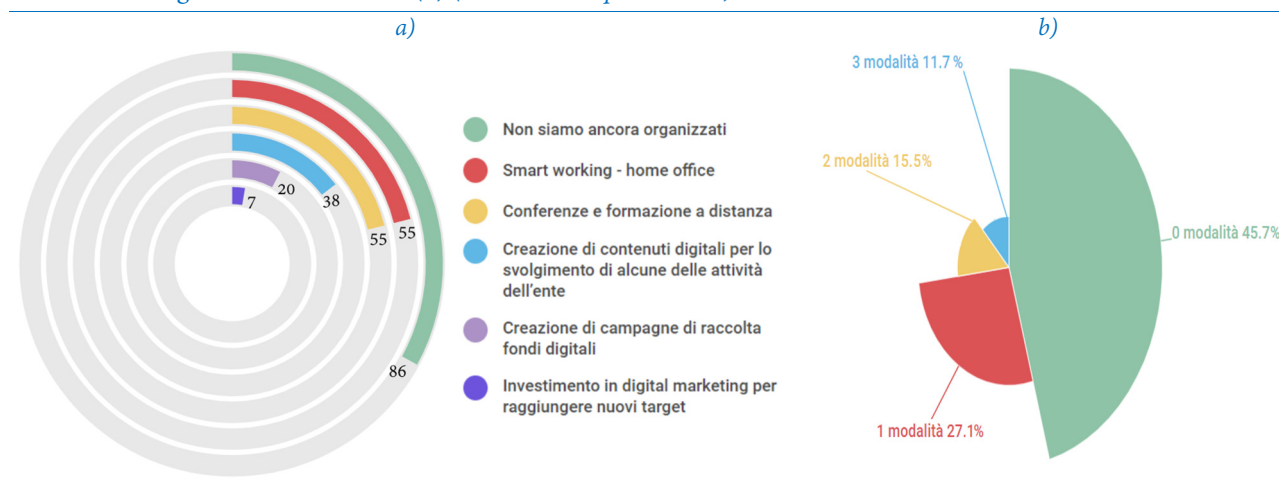 a)
b)
86
55
55
38
20
7
Non siamo ancora organizzati
Smart working - home office
Conferenze e formazione a distanza
Creazione di contenuti digitali per lo
svolgimento di alcune delle attività
dell'ente
Creazione di campagne di raccolta
fondi digitali
Investimento in digital marketing per
raggiungere nuovi target
3 modalità 11.7 %
2 modalità 15.5%
0 modalità 45.7%
1 modalità 27.1%